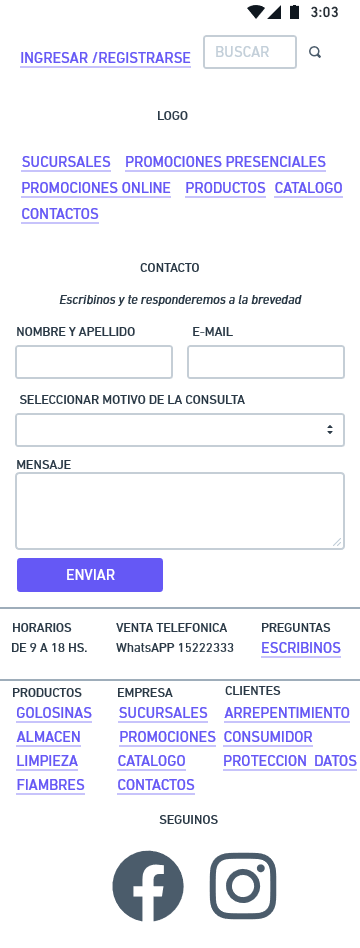 3:03
INGRESAR /REGISTRARSE BUSCAR
LOGO
SUCURSALES PROMOCIONES PRESENCIALES
PROMOCIONES ONLINE PRODUCTOS CATALOGO
CONTACTOS
CONTACTO
Escribinos y te responderemos a la brevedad
NOMBRE Y APELLIDO E-MAIL
SELECCIONAR MOTIVO DE LA CONSULTA
MENSAJE
ENVIAR
HORARIOS VENTA TELEFONICA PREGUNTAS
DE 9 A 18 HS. WhatsAPP 15222333 ESCRIBINOS
PRODUCTOS EMPRESA CLIENTES
GOLOSINAS SUCURSALES ARREPENTIMIENTO
ALMACEN PROMOCIONES CONSUMIDOR
LIMPIEZA CATALOGO PROTECCION DATOS
FIAMBRES CONTACTOS
SEGUINOS